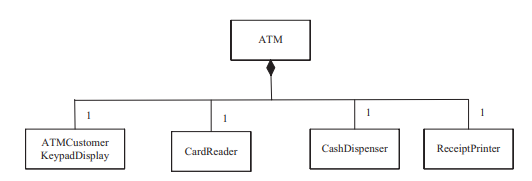 ATM
1
1
1
1
ATMCustomer
KeypadDisplay
CardReader
CashDispenser
ReceiptPrinter